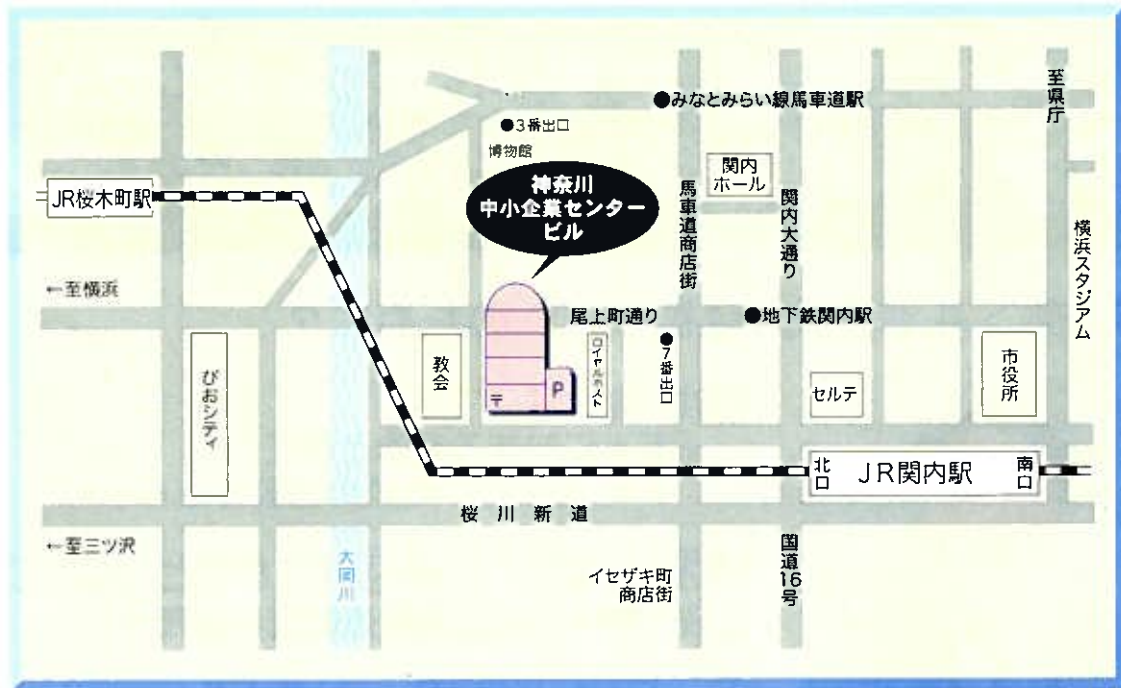 ●みなとみらい線馬車道駅
至県庁
●3番出口
博物館
神奈川
中小企業センター
ビル
関内
ホール
馬車道商店街
関内大通り
JR桜木町駅
横浜スタジアム
←至横浜
尾上町通り
●地下鉄関内駅
びおシティ
教会
〒
P
ロイヤルホスト
●7番出口
セルテ
市役所
北口
JR関内駅
南口
桜川新道
←至三ツ沢
大岡川
イセザキ町
商店街
国道16号